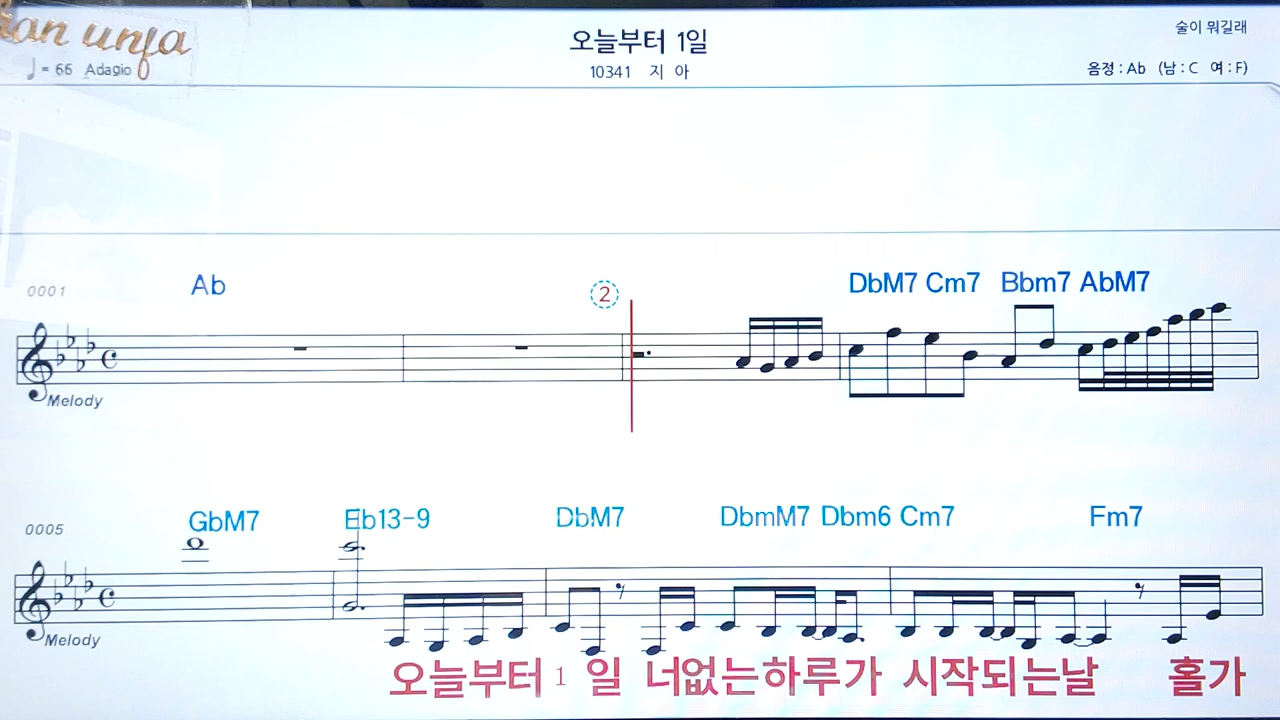 술이 뭐길래
오늘부터 1일
♩= 66 Adagio
10341 지 아
음정 : Ab (남 : C 여 : F)
0001
Ab
②
DbM7 Cm7 Bbm7 AbM7
Melody
0005
GbM7 Eb13-9 DbM7 DbmM7 Dbm6 Cm7 Fm7
Melody
오늘부터 1 일 너없는하루가 시작되는날 홀가